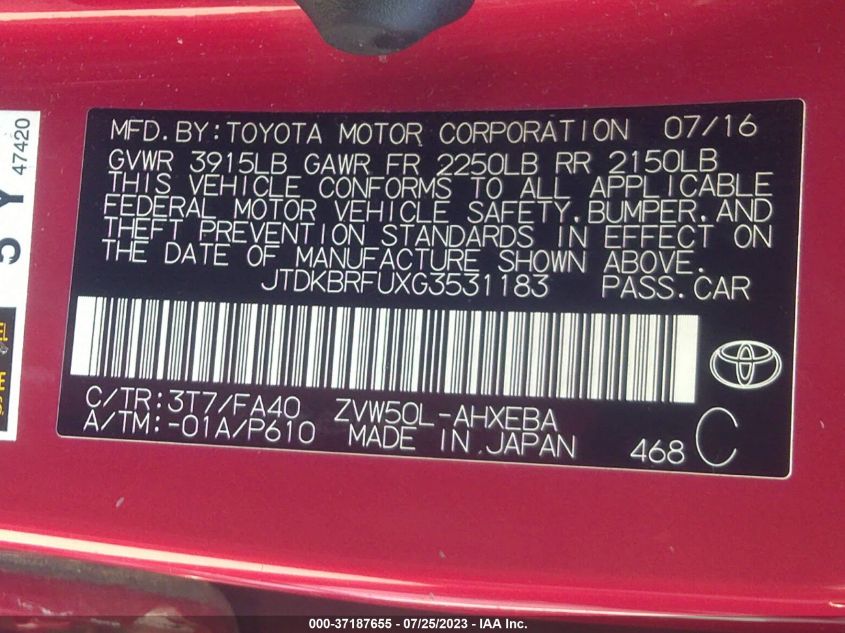 MFD.BY:TOYOTA MOTOR CORPORATION 07/16
GVWR 3915LB GAWR FR 2250LB RR 2150LB
THIS VEHICLE CONFORMS TO ALL APPLICABLE
FEDERAL MOTOR VEHICLE SAFETY,BUMPER,AND
THEFT PREVENTION STANDARDS IN EFFECT ON
THE DATE OF MANUFACTURE SHOWN ABOVE.
JTDKBRFUXG3531183 PASS.CAR
C/TR:3T7/FA40 ZVW50L-AHXEBA
A/TM:-01A/P610 MADE IN JAPAN 468 C
47420
5 Y
000-37187655 - 07/25/2023 - IAA Inc.